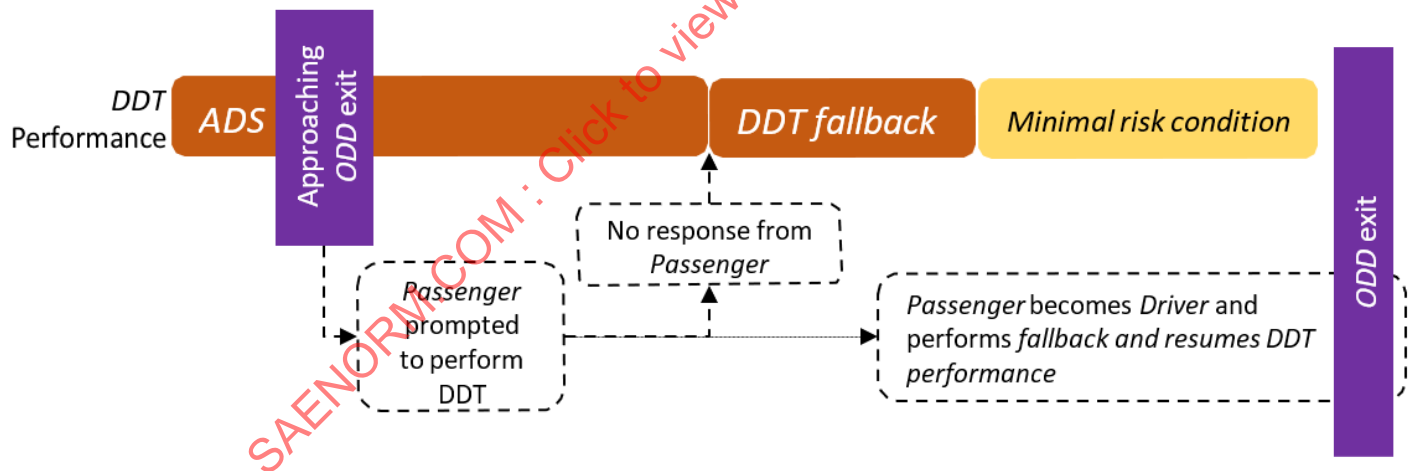 DDT
Performance
ADS
Approaching
ODD exit
DDT fallback
Minimal risk condition
ODD exit
No response from
Passenger
Passenger
prompted
to perform
DDT
Passenger becomes Driver and
performs fallback and resumes DDT
performance
SAENORM.COM : Click to view